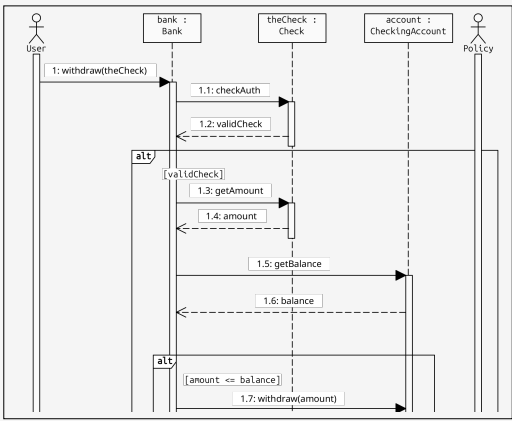 bank :
Bank
theCheck :
Check
account :
CheckingAccount
User
Policy
1: withdraw(theCheck)
1.1: checkAuth
1.2: validCheck
alt
[validCheck]
1.3: getAmount
1.4: amount
1.5: getBalance
1.6: balance
alt
[amount <= balance]
1.7: withdraw(amount)